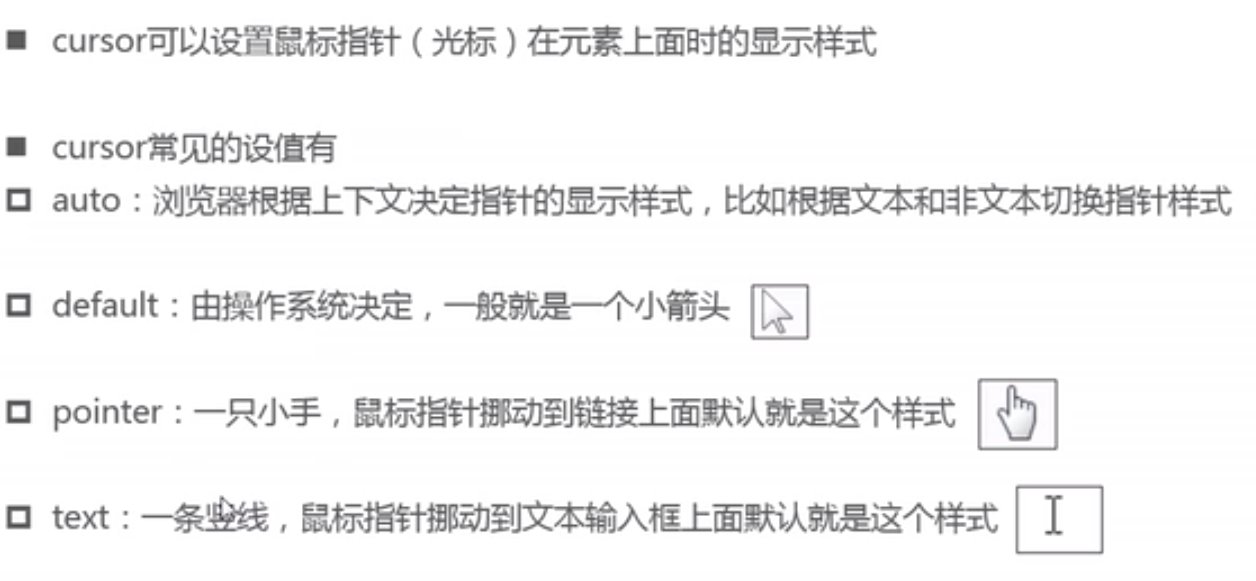 cursor可以设置鼠标指针（光标）在元素上面时的显示样式
cursor常见的设值有
auto：浏览器根据上下文决定指针的显示样式，比如根据文本和非文本切换指针样式
default：由操作系统决定，一般就是一个小箭头
pointer：一只小手，鼠标指针挪动到链接上面默认就是这个样式
text：一条竖线，鼠标指针挪动到文本输入框上面默认就是这个样式